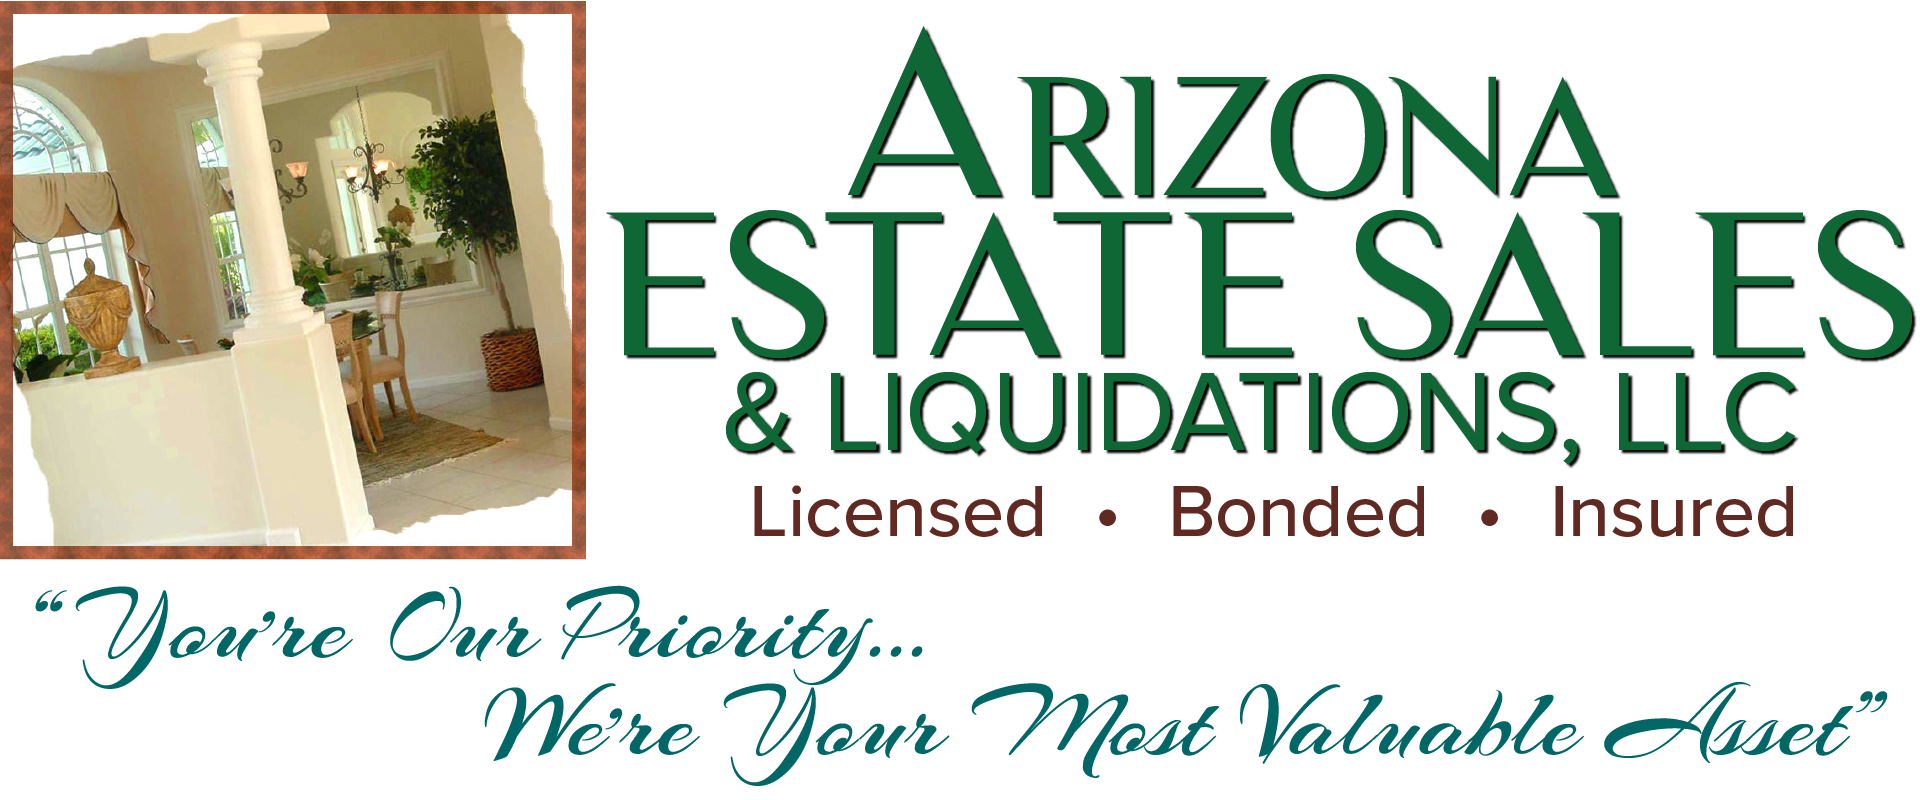 ARIZONA
ESTATE SALES
& LIQUIDATIONS, LLC
Licensed • Bonded • Insured
“You're Our Priority...
We're Your Most Valuable Asset”